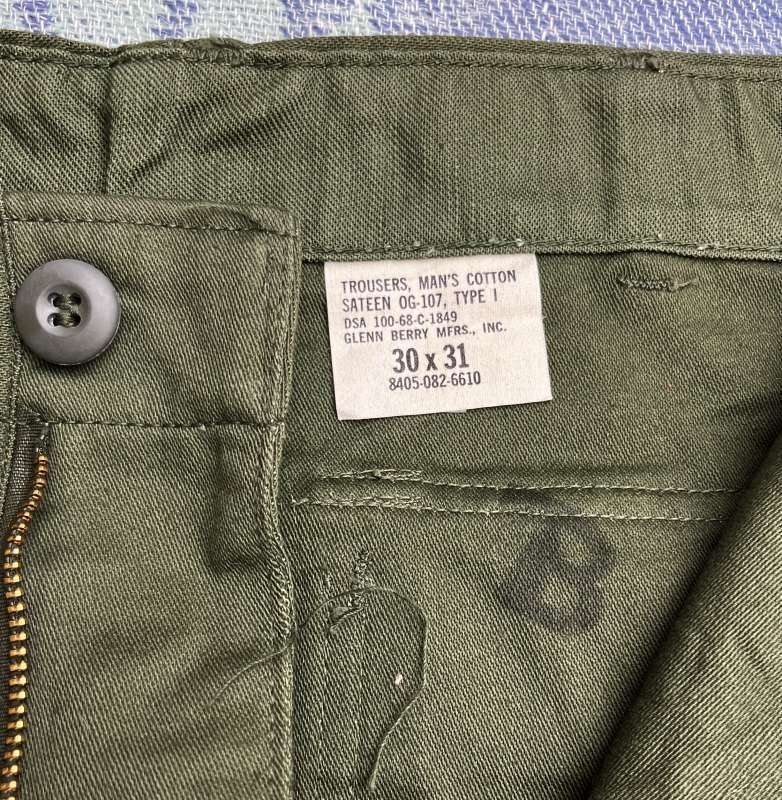 TROUSERS, MAN'S COTTON
SATEEN OG-107, TYPE I
DSA 100-68-C-1849
GLENN BERRY MFRS., INC.
30 x 31
8405-082-6610
B